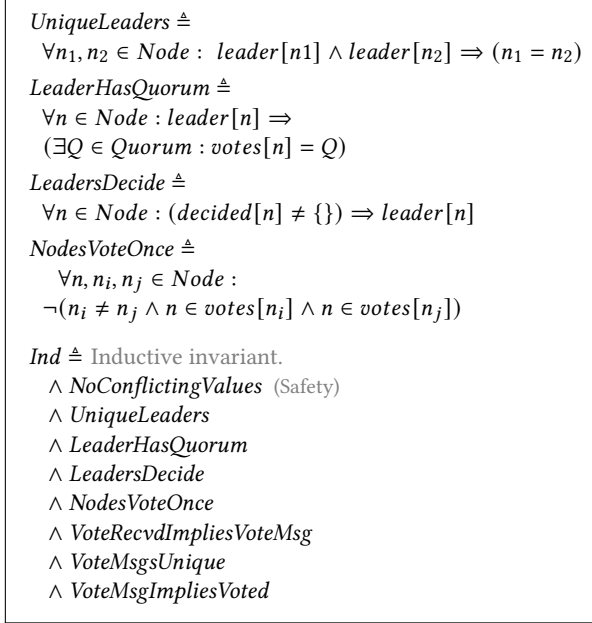 UniqueLeaders ≜
∀n₁, n₂ ∈ Node : leader[n1] ∧ leader[n₂] ⇒ (n₁ = n₂)
LeaderHasQuorum ≜
∀n ∈ Node : leader[n] ⇒
(∃Q ∈ Quorum : votes[n] = Q)
LeadersDecide ≜
∀n ∈ Node : (decided[n] ≠ {}) ⇒ leader[n]
NodesVoteOnce ≜
∀n, nᵢ, nⱼ ∈ Node :
¬(nᵢ ≠ nⱼ ∧ n ∈ votes[nᵢ] ∧ n ∈ votes[nⱼ])
Ind ≜ Inductive invariant.
∧ NoConflictingValues (Safety)
∧ UniqueLeaders
∧ LeaderHasQuorum
∧ LeadersDecide
∧ NodesVoteOnce
∧ VoteRecvdImpliesVoteMsg
∧ VoteMsgsUnique
∧ VoteMsgImpliesVoted